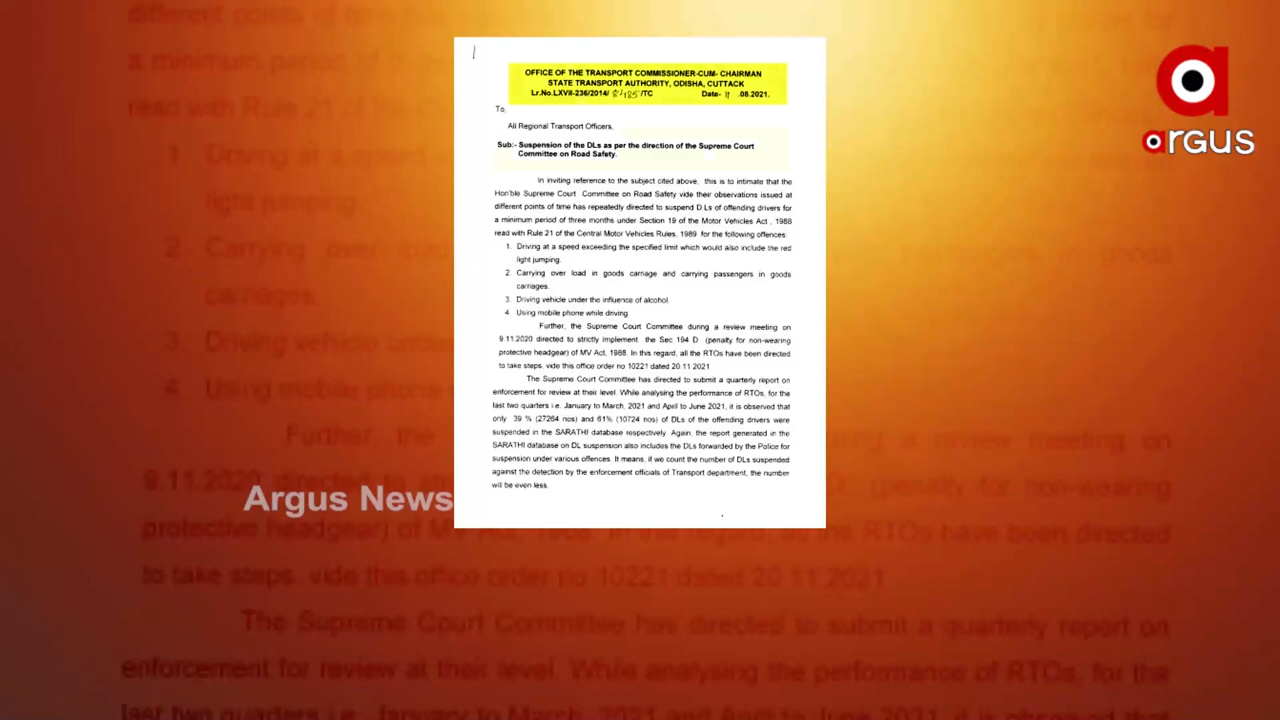 OFFICE OF THE TRANSPORT COMMISSIONER-CUM- CHAIRMAN
STATE TRANSPORT AUTHORITY, ODISHA, CUTTACK
Lr.No.LXVII-236/2014/ /TC Date- 11 .08.2021.
To,
All Regional Transport Officers,
Sub:- Suspension of the DLs as per the direction of the Supreme Court
Committee on Road Safety.
In inviting reference to the subject cited above, this is to intimate that the
Hon'ble Supreme Court Committee on Road Safety vide their observations issued at
different points of time has repeatedly directed to suspend D Ls of offending drivers for
a minimum period of three months under Section 19 of the Motor Vehicles Act , 1988
read with Rule 21 of the Central Motor Vehicles Rules, 1989 for the following offences:
1. Driving at a speed exceeding the specified limit which would also include the red
light jumping.
2. Carrying over load in goods carriage and carrying passengers in goods
carriages.
3. Driving vehicle under the influence of alcohol.
4. Using mobile phone while driving.
Further, the Supreme Court Committee during a review meeting on
9.11.2020 directed to strictly implement the Sec 194 D (penalty for non-wearing
protective headgear) of MV Act, 1988. In this regard, all the RTOs have been directed
to take steps, vide this office order no 10221 dated 20.11.2021
The Supreme Court Committee has directed to submit a quarterly report on
enforcement for review at their level. While analysing the performance of RTOs, for the
last two quarters i.e. January to March, 2021 and April to June 2021, it is observed that
only 39 % (27264 nos) and 61% (10724 nos) of DLs of the offending drivers were
suspended in the SARATHI database respectively. Again, the report generated in the
SARATHI database on DL suspension also includes the DLs forwarded by the Police for
suspension under various offences. It means, if we count the number of DLs suspended
against the detection by the enforcement officials of Transport department, the number
will be even less.
argus
Argus News